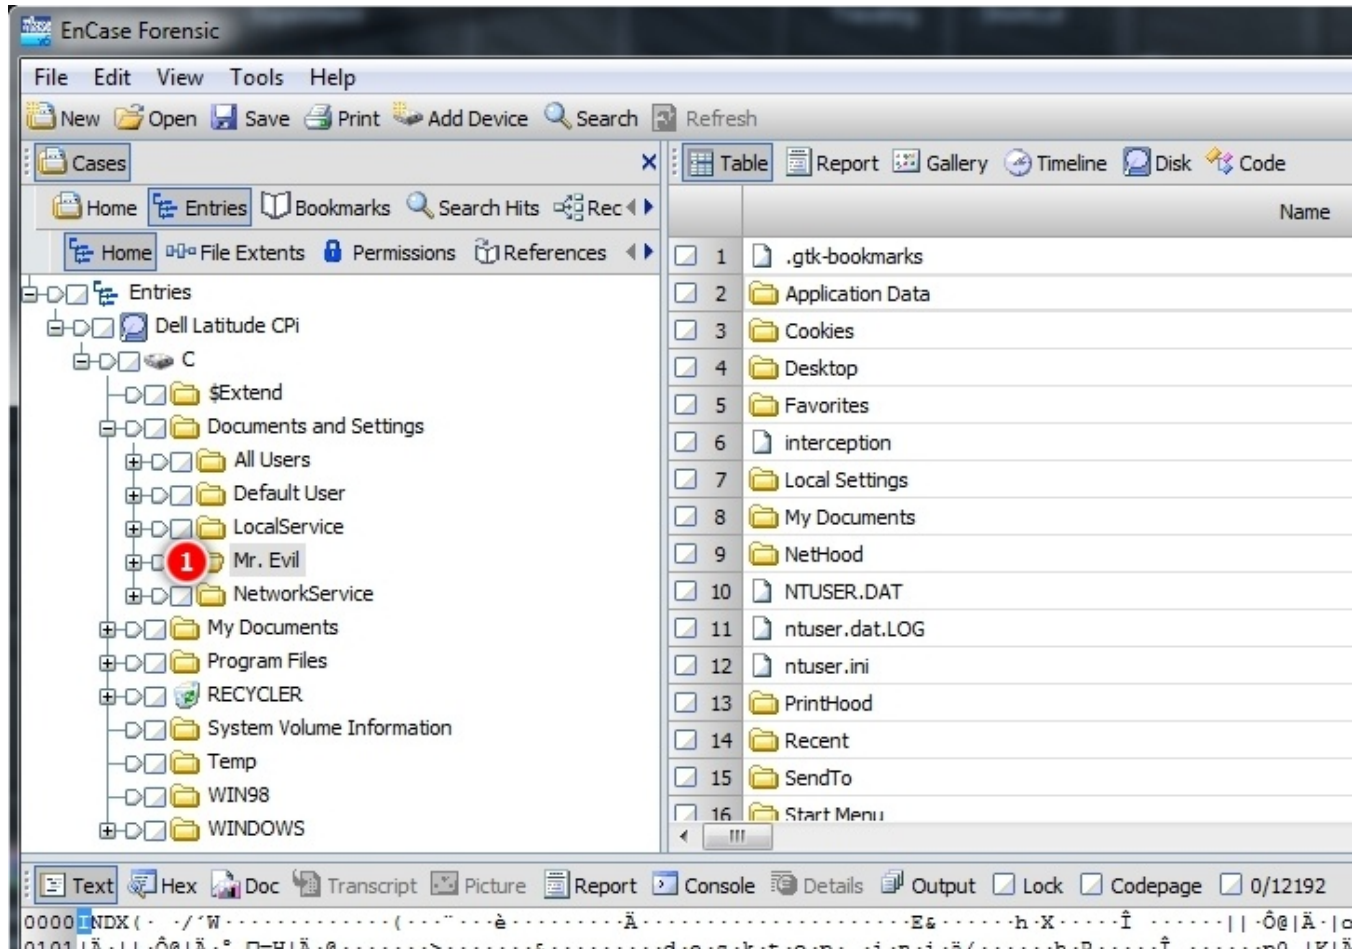 EnCase Forensic
File Edit View Tools Help
New Open Save Print Add Device Search Refresh
Cases
Table Report Gallery Timeline Disk Code
Home Entries Bookmarks Search Hits Rec
Name
Home File Extents Permissions References
Entries
Dell Latitude CPi
C
$Extend
Documents and Settings
All Users
Default User
LocalService
1 Mr. Evil
NetworkService
My Documents
Program Files
RECYCLER
System Volume Information
Temp
WIN98
WINDOWS
1 .gtk-bookmarks
2 Application Data
3 Cookies
4 Desktop
5 Favorites
6 interception
7 Local Settings
8 My Documents
9 NetHood
10 NTUSER.DAT
11 ntuser.dat.LOG
12 ntuser.ini
13 PrintHood
14 Recent
15 SendTo
16 Start Menu
Text Hex Doc Transcript Picture Report Console Details Output Lock Codepage 0/12192
0000 INDX(